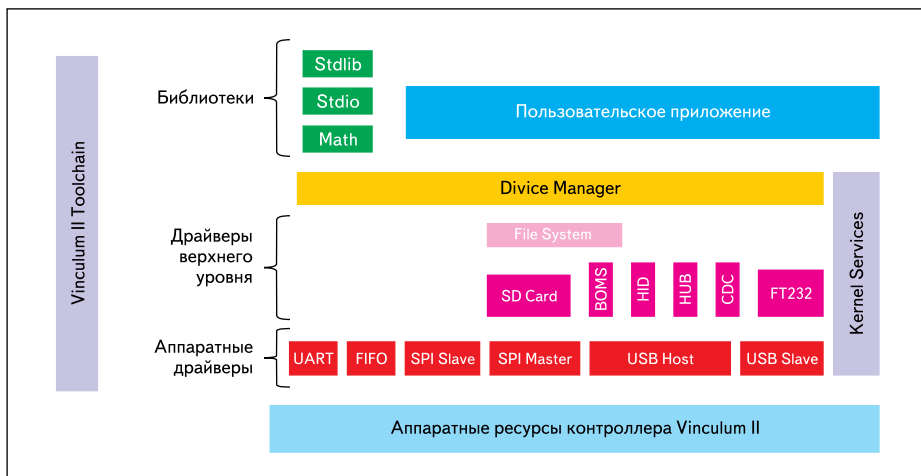 Vinculum II Toolchain
Библиотеки
Stdlib
Stdio
Math
Пользовательское приложение
Divice Manager
Kernel Services
Драйверы
верхнего
уровня
File System
SD Card
BOMS
HID
HUB
CDC
FT232
Аппаратные
драйверы
UART
FIFO
SPI Slave
SPI Master
USB Host
USB Slave
Аппаратные ресурсы контроллера Vinculum II